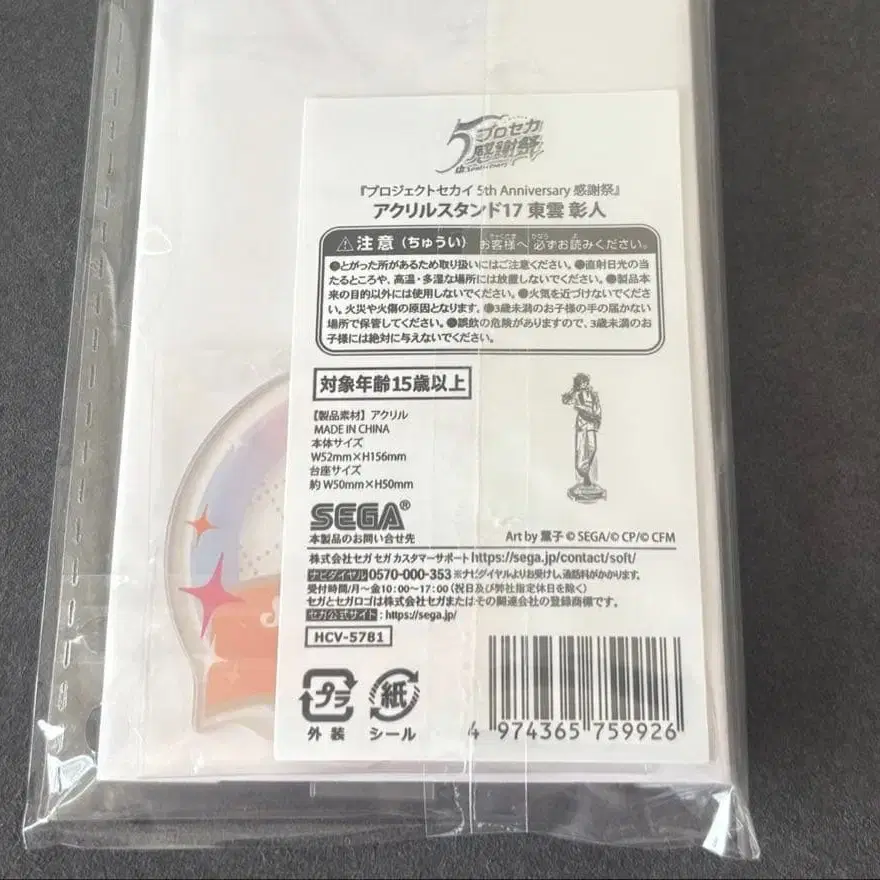 5
プロセカ
感謝祭
『プロジェクトセカイ 5th Anniversary 感謝祭』
アクリルスタンド17 東雲 彰人
⚠注意（ちゅうい） お客様へ 必ずお読みください。
●とがった所があるため取り扱いにはご注意ください。●直射日光の当
たるところや、高温・多湿な場所には放置しないでください。●製品本
来の目的以外には使用しないでください。●火気を近づけないでくださ
い。火災や火傷の原因となります。●3歳未満のお子様の手の届かない
場所で保管してください。●誤飲の危険がありますので、3歳未満のお
子様には絶対に与えないでください。
対象年齢15歳以上
【製品素材】アクリル
MADE IN CHINA
本体サイズ
W52mm×H156mm
台座サイズ
約 W50mm×H50mm
SEGA®
本製品のお問い合せ先
Art by 薫子 © SEGA/© CP/© CFM
株式会社セガ セガ カスタマーサポート https://sega.jp/contact/soft/
ナビダイヤル 0570-000-353 ※ナビダイヤルよりお受けし、通話料がかかります。
受付時間/月～金10:00～17:00（祝日及び弊社指定休日を除く）
セガとセガロゴは株式会社セガまたはその関連会社の登録商標です。
セガ公式サイト : https://sega.jp/
HCV-5781
プラ
紙
外装
シール
4 974365 759926